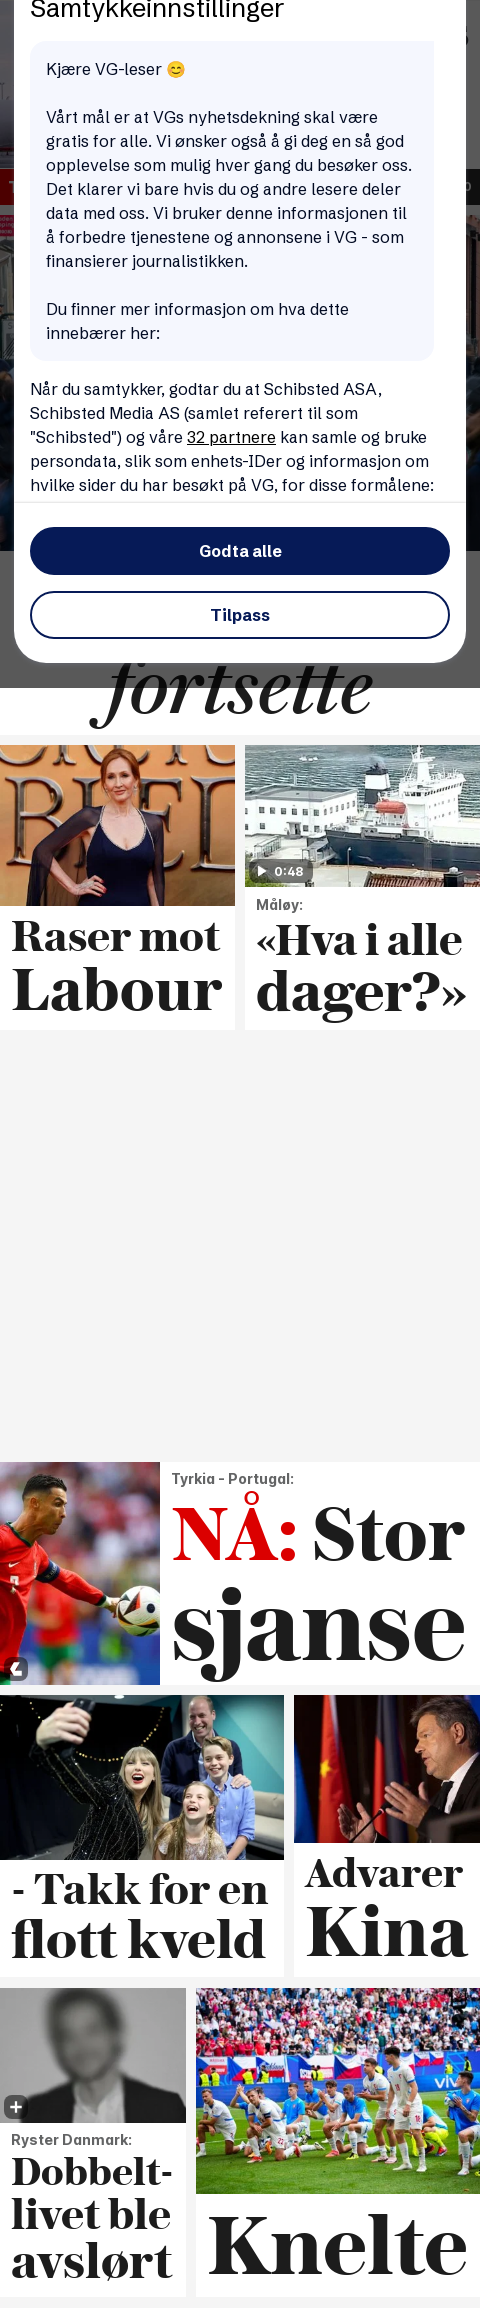 Samtykkeinnstillinger
Kjære VG-leser 😊
Vårt mål er at VGs nyhetsdekning skal være
gratis for alle. Vi ønsker også å gi deg en så god
opplevelse som mulig hver gang du besøker oss.
Det klarer vi bare hvis du og andre lesere deler
data med oss. Vi bruker denne informasjonen til
å forbedre tjenestene og annonsene i VG - som
finansierer journalistikken.
Du finner mer informasjon om hva dette
innebærer her:
Når du samtykker, godtar du at Schibsted ASA,
Schibsted Media AS (samlet referert til som
"Schibsted") og våre 32 partnere kan samle og bruke
persondata, slik som enhets-IDer og informasjon om
hvilke sider du har besøkt på VG, for disse formålene:
Godta alle
Tilpass
fortsette
Raser mot
Labour
0:48
Måløy:
«Hva i alle
dager?»
Tyrkia - Portugal:
NÅ: Stor
sjanse
- Takk for en
flott kveld
Advarer
Kina
Ryster Danmark:
Dobbelt-
livet ble
avslørt
Knelte